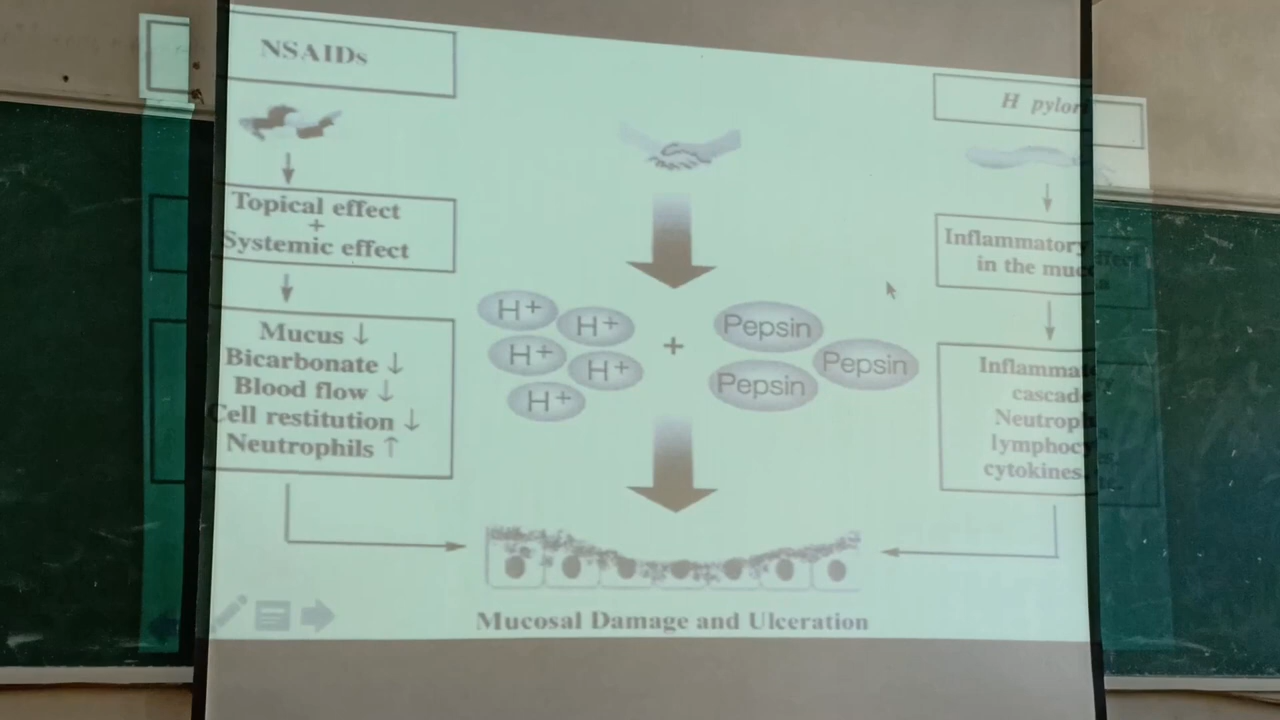 NSAIDs
Topical effect
+
Systemic effect
Mucus ↓
Bicarbonate ↓
Blood flow ↓
Cell restitution ↓
Neutrophils ↑
H+
H+
H+
H+
H+
+
Pepsin
Pepsin
Pepsin
Mucosal Damage and Ulceration
H pylori
Inflammatory effect
in the
cascade
cytokines